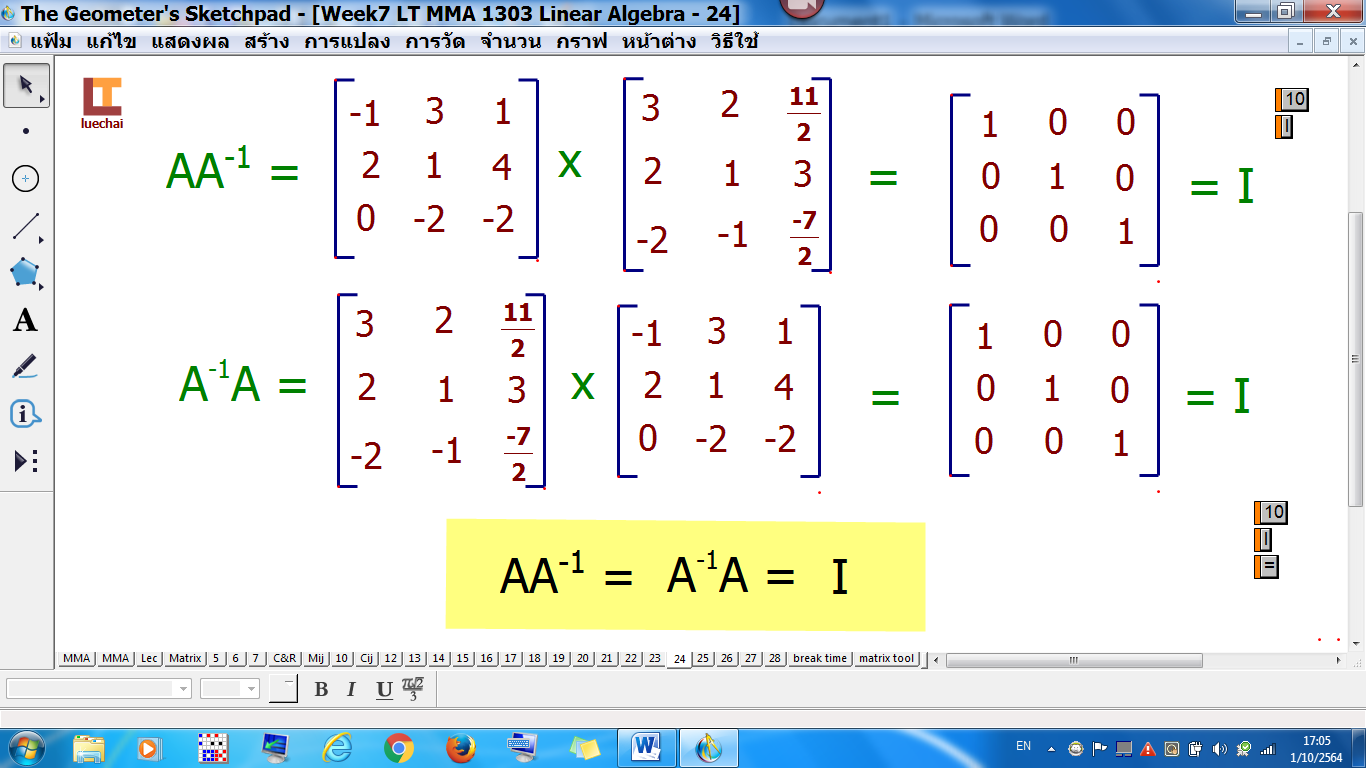 The Geometer's Sketchpad - [Week7 LT MMA 1303 Linear Algebra - 24]
แฟ้ม แก้ไข แสดงผล สร้าง การแปลง การวัด จำนวน กราฟ หน้าต่าง วิธีใช้
LT
luechai
AA⁻¹ =
-1 3 1
2 1 4
0 -2 -2
x
3 2 11/2
2 1 3
-2 -1 -7/2
=
1 0 0
0 1 0
0 0 1
= I
10
I
A⁻¹A =
3 2 11/2
2 1 3
-2 -1 -7/2
x
-1 3 1
2 1 4
0 -2 -2
=
1 0 0
0 1 0
0 0 1
= I
10
I
=
AA⁻¹ = A⁻¹A = I
A
MMA MMA Lec Matrix 5 6 7 C&R Mij 10 Cij 12 13 14 15 16 17 18 19 20 21 22 23 24 25 26 27 28 break time matrix tool
B I U
EN 17:05
1/10/2564